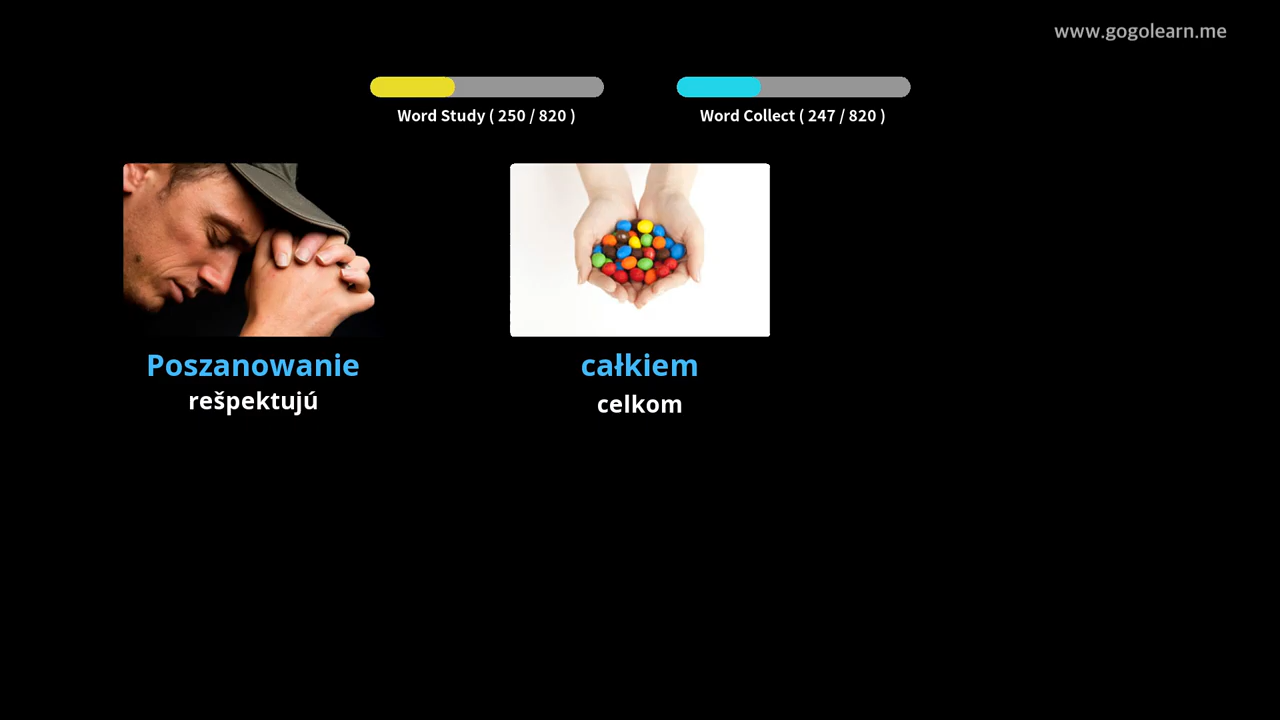 www.gogolearn.me
Word Study ( 250 / 820 )
Word Collect ( 247 / 820 )
Poszanowanie
rešpektujú
całkiem
celkom